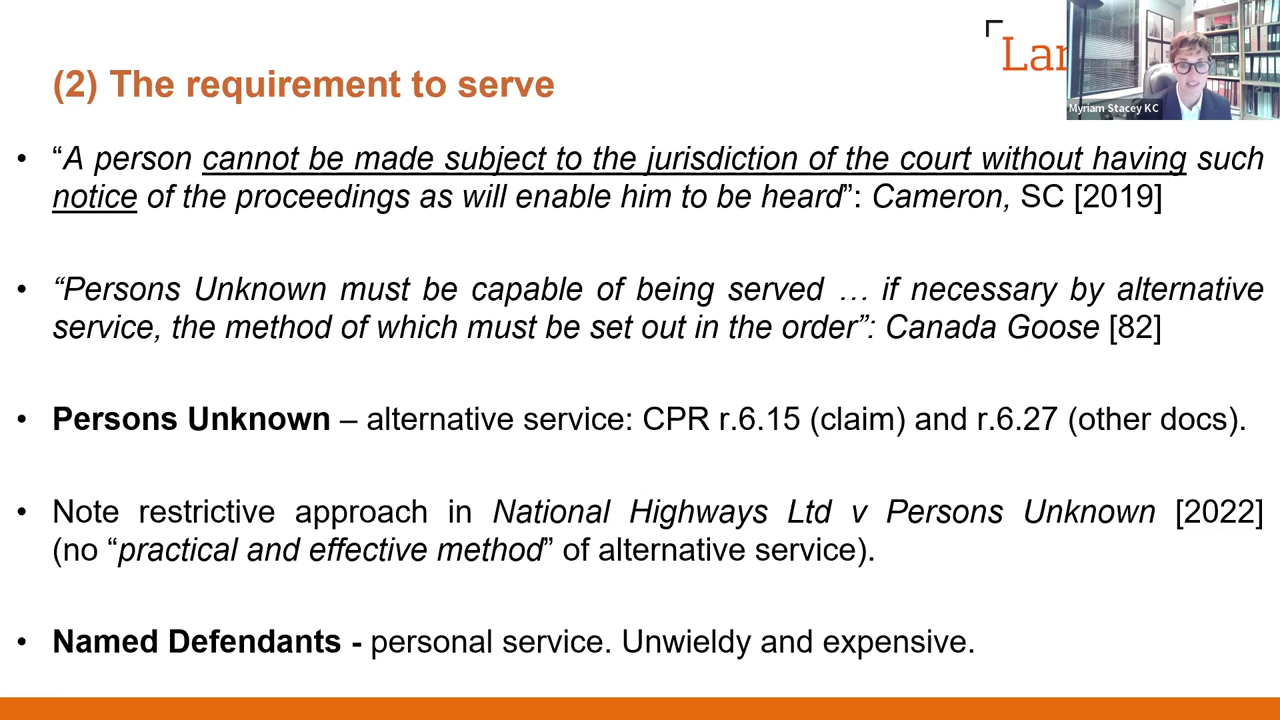 (2) The requirement to serve
Lan
Myriam Stacey KC
• “A person cannot be made subject to the jurisdiction of the court without having such
notice of the proceedings as will enable him to be heard”: Cameron, SC [2019]
• “Persons Unknown must be capable of being served … if necessary by alternative
service, the method of which must be set out in the order”: Canada Goose [82]
• Persons Unknown – alternative service: CPR r.6.15 (claim) and r.6.27 (other docs).
• Note restrictive approach in National Highways Ltd v Persons Unknown [2022]
(no “practical and effective method” of alternative service).
• Named Defendants - personal service. Unwieldy and expensive.